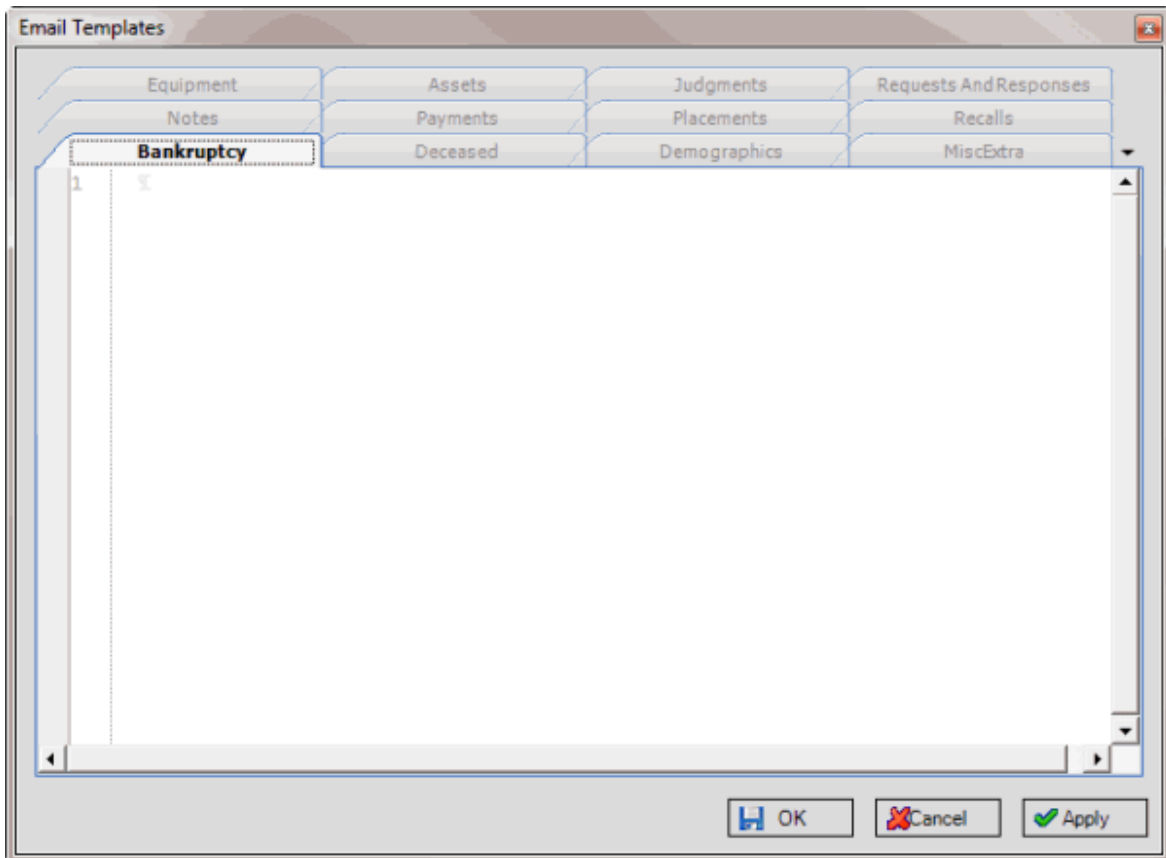 Email Templates
Equipment Assets Judgments Requests And Responses
Notes Payments Placements Recalls
Bankruptcy Deceased Demographics MiscExtra
1 ¶
OK Cancel Apply